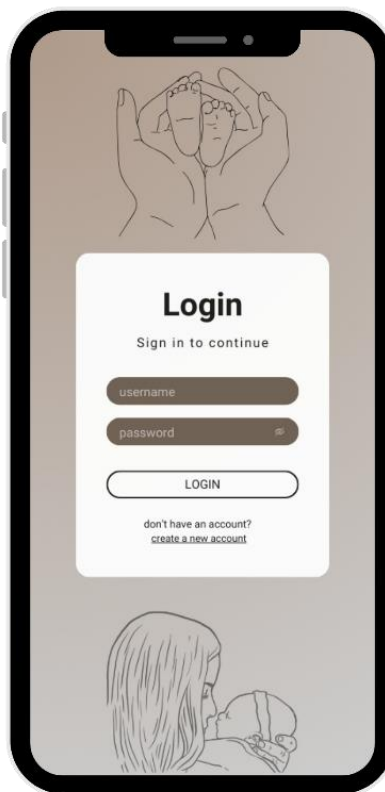 Login
Sign in to continue
username
password
LOGIN
don't have an account?
create a new account